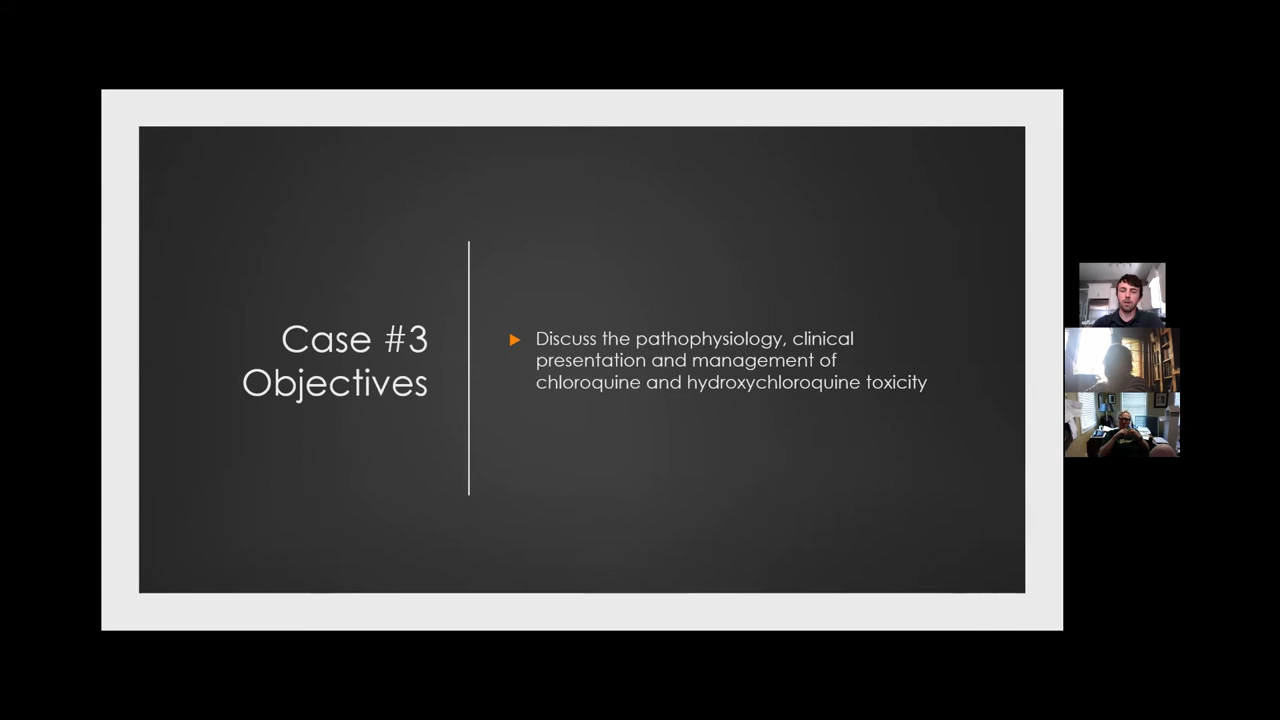 Case #3
Objectives
Discuss the pathophysiology, clinical
presentation and management of
chloroquine and hydroxychloroquine toxicity